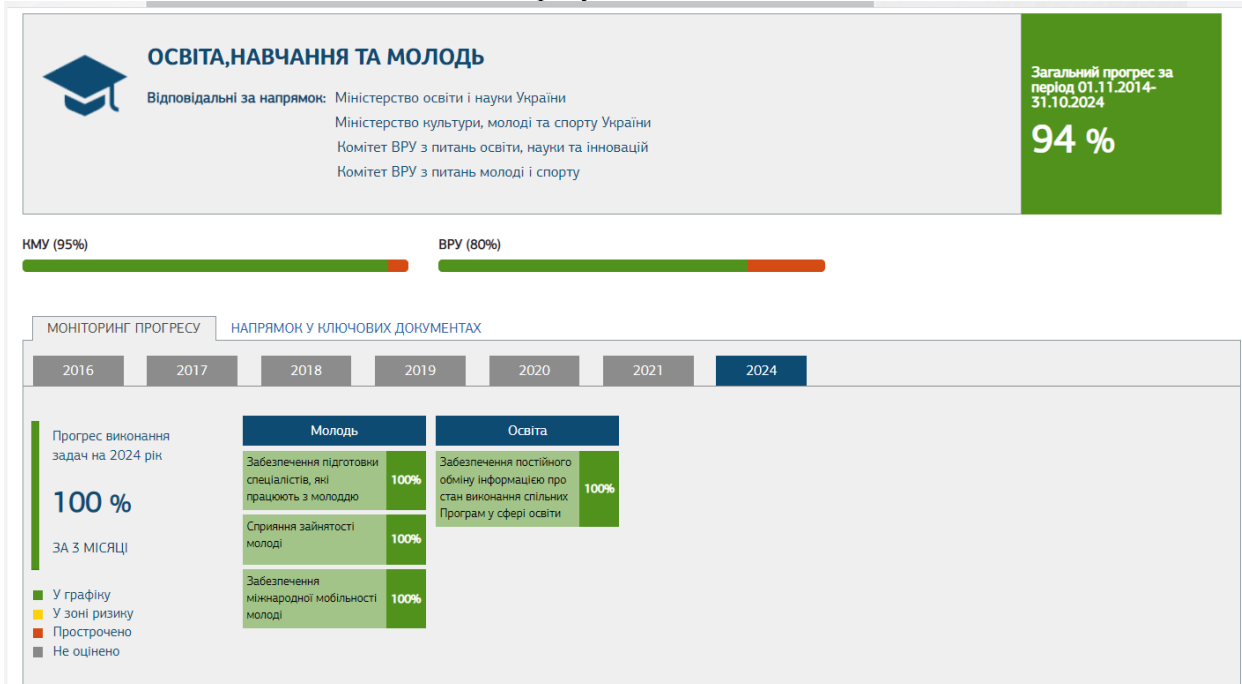 ОСВІТА,НАВЧАННЯ ТА МОЛОДЬ
Відповідальні за напрямок: Міністерство освіти і науки України
Міністерство культури, молоді та спорту України
Комітет ВРУ з питань освіти, науки та інновацій
Комітет ВРУ з питань молоді і спорту
Загальний прогрес за
період 01.11.2014-
31.10.2024
94 %
КМУ (95%)
ВРУ (80%)
МОНІТОРИНГ ПРОГРЕСУ
НАПРЯМОК У КЛЮЧОВИХ ДОКУМЕНТАХ
2016
2017
2018
2019
2020
2021
2024
Прогрес виконання
задач на 2024 рік
100 %
ЗА 3 МІСЯЦІ
У графіку
У зоні ризику
Прострочено
Не оцінено
Молодь
Забезпечення підготовки
спеціалістів, які
працюють з молоддю
100%
Сприяння зайнятості
молоді
100%
Забезпечення
міжнародної мобільності
молоді
100%
Освіта
Забезпечення постійного
обміну інформацією про
стан виконання спільних
Програм у сфері освіти
100%